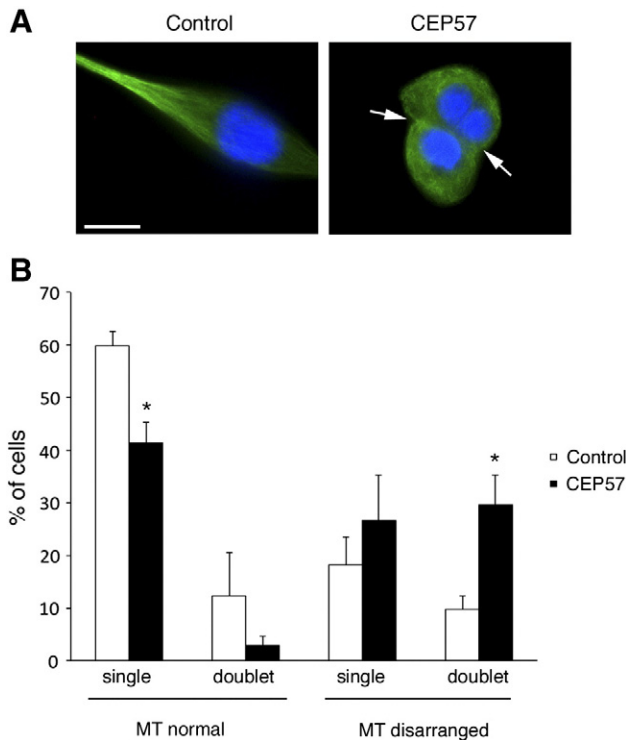 A
Control
CEP57
B
70
60
50
40
30
20
10
0
% of cells
*
*
Control
CEP57
single
doublet
single
doublet
MT normal
MT disarranged